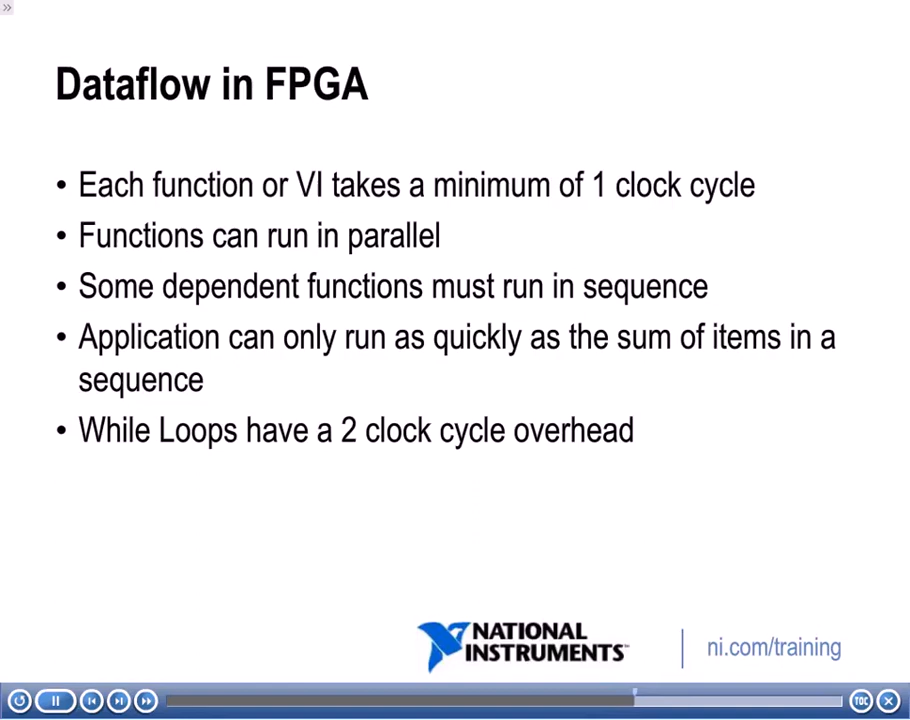 »
Dataflow in FPGA
• Each function or VI takes a minimum of 1 clock cycle
• Functions can run in parallel
• Some dependent functions must run in sequence
• Application can only run as quickly as the sum of items in a
sequence
• While Loops have a 2 clock cycle overhead
NATIONAL
INSTRUMENTS™
ni.com/training
TOC